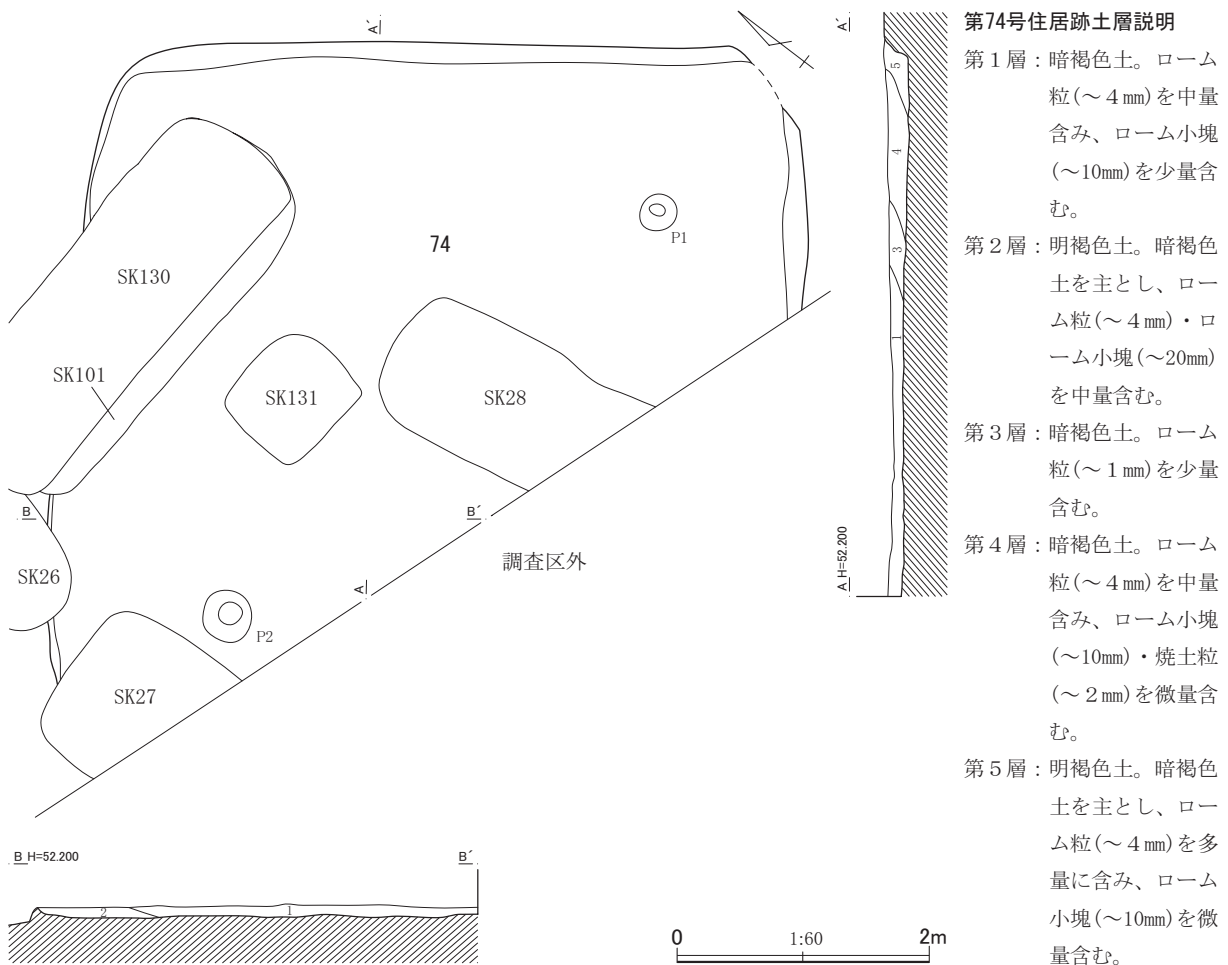 A´
74
P1
SK130
SK101
SK131
SK28
B
B´
SK26
調査区外
A
P2
SK27
B H=52.200
B´
2
1
0
1:60
2m
A´
5
4
3
1
A H=52.200
第74号住居跡土層説明
第１層：暗褐色土。ローム
粒(～４㎜)を中量
含み、ローム小塊
(～10㎜)を少量含
む。
第２層：明褐色土。暗褐色
土を主とし、ロー
ム粒(～４㎜)・ロ
ーム小塊(～20㎜)
を中量含む。
第３層：暗褐色土。ローム
粒(～１㎜)を少量
含む。
第４層：暗褐色土。ローム
粒(～４㎜)を中量
含み、ローム小塊
(～10㎜)・焼土粒
(～２㎜)を微量含
む。
第５層：明褐色土。暗褐色
土を主とし、ロー
ム粒(～４㎜)を多
量に含み、ローム
小塊(～10㎜)を微
量含む。